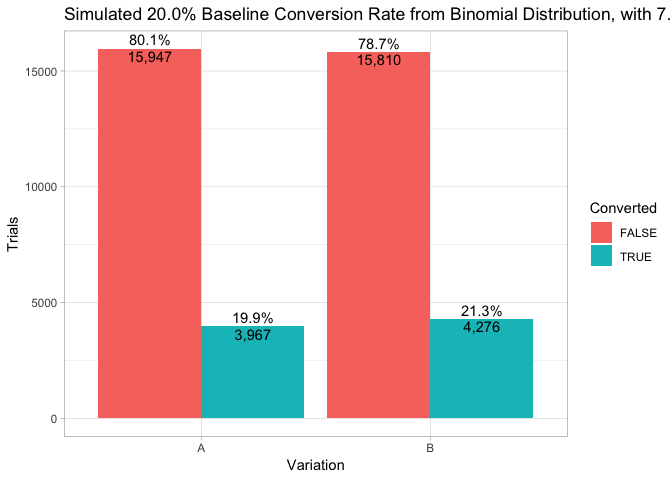 Simulated 20.0% Baseline Conversion Rate from Binomial Distribution, with 7.
80.1%
15,947
78.7%
15,810
19.9%
3,967
21.3%
4,276
15000
10000
5000
0
Trials
A
B
Variation
Converted
FALSE
TRUE